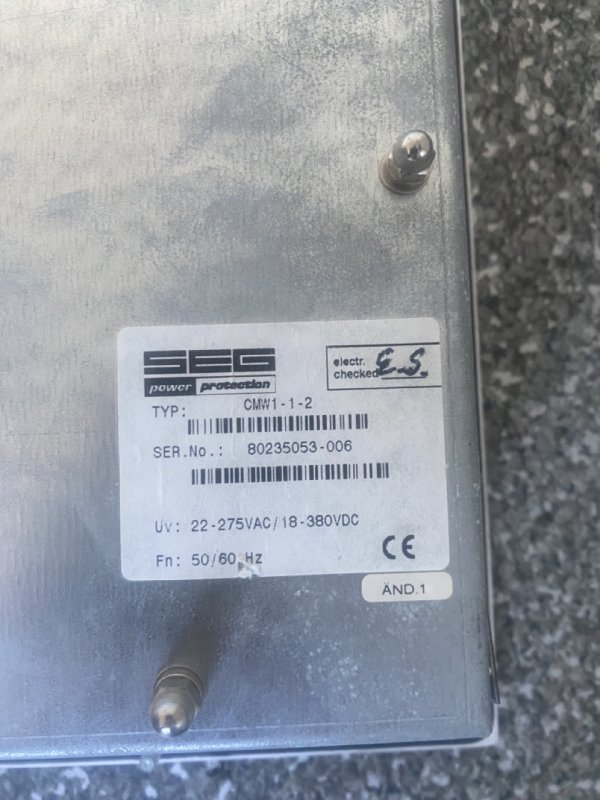 SEG
power protection
electr.
checked E.S.
TYP: CMW1-1-2
SER.No.: 80235053-006
Uv: 22-275VAC/18-380VDC
Fn: 50/60 Hz
CE
ÄND.1